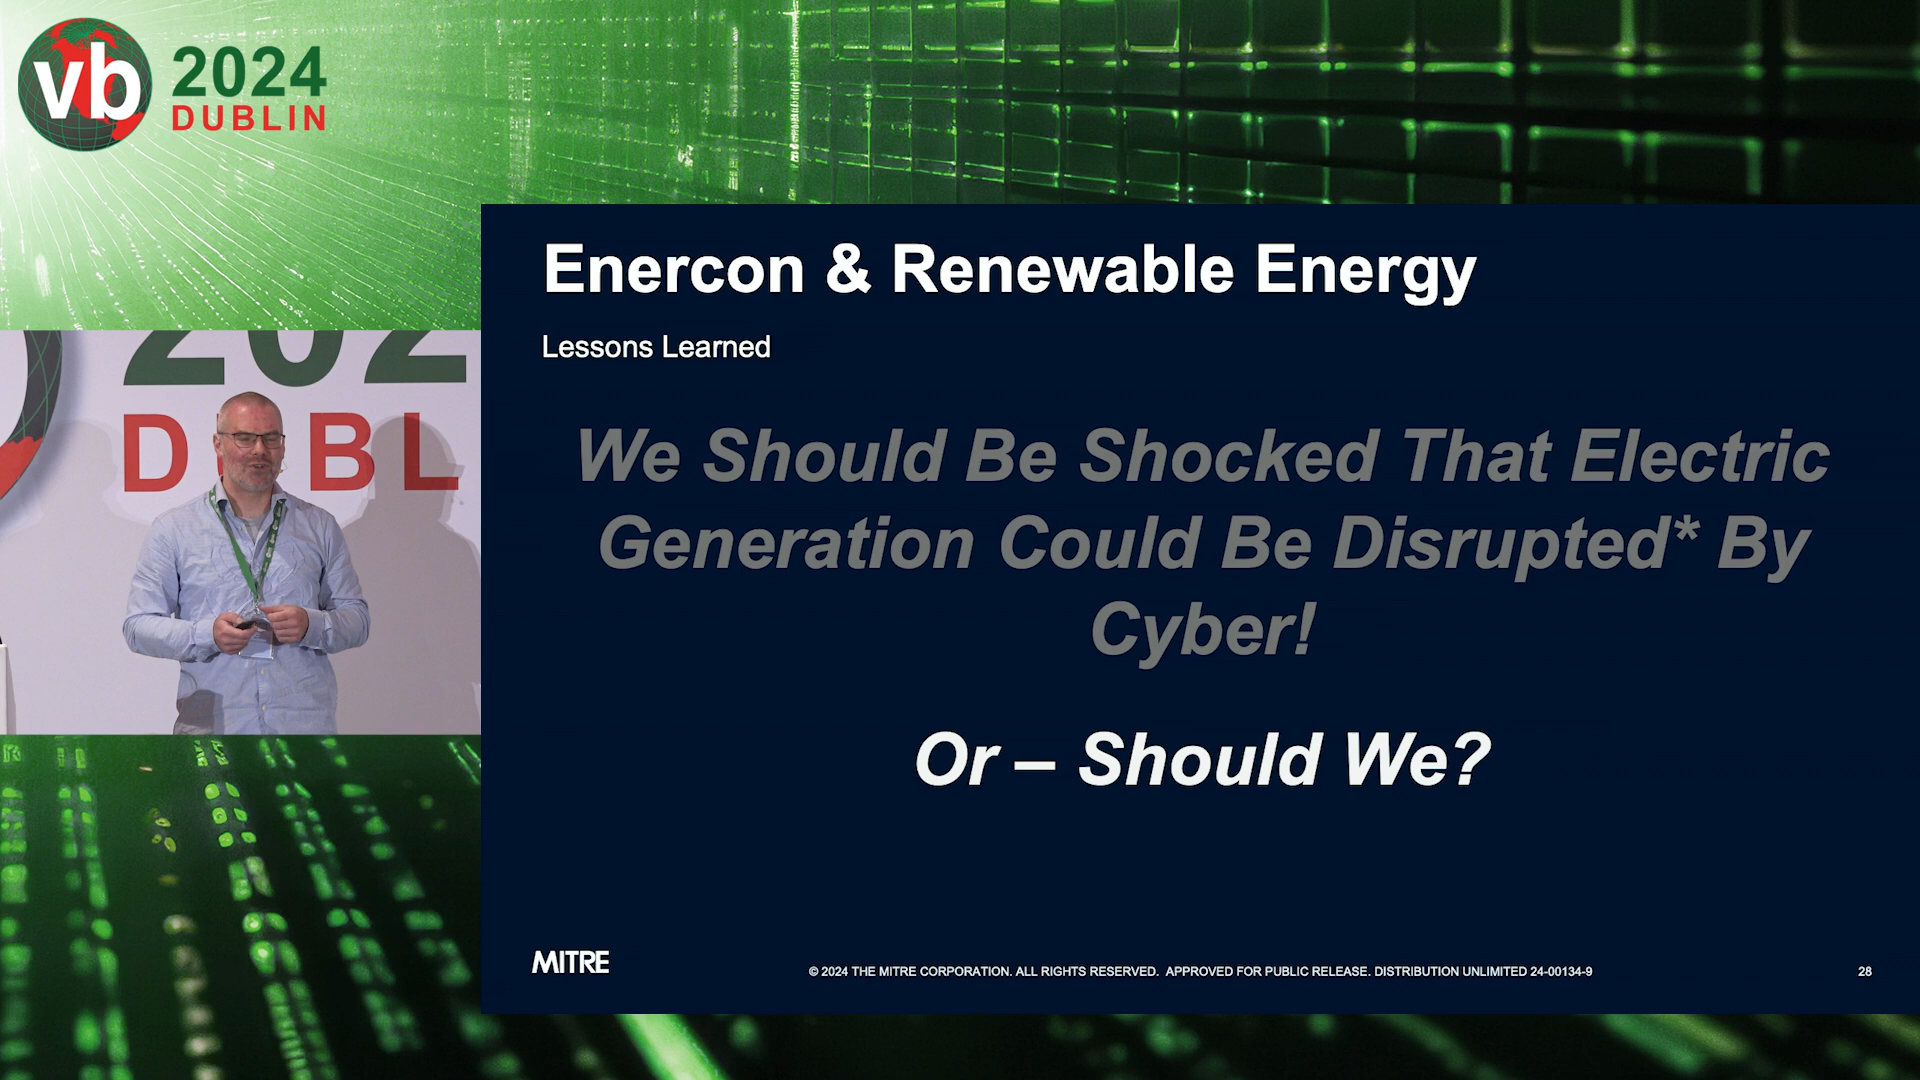 vb
2024
DUBLIN
Enercon & Renewable Energy
Lessons Learned
We Should Be Shocked That Electric
Generation Could Be Disrupted* By
Cyber!
Or – Should We?
202
DUBL
MITRE
© 2024 THE MITRE CORPORATION. ALL RIGHTS RESERVED. APPROVED FOR PUBLIC RELEASE. DISTRIBUTION UNLIMITED 24-00134-9
28